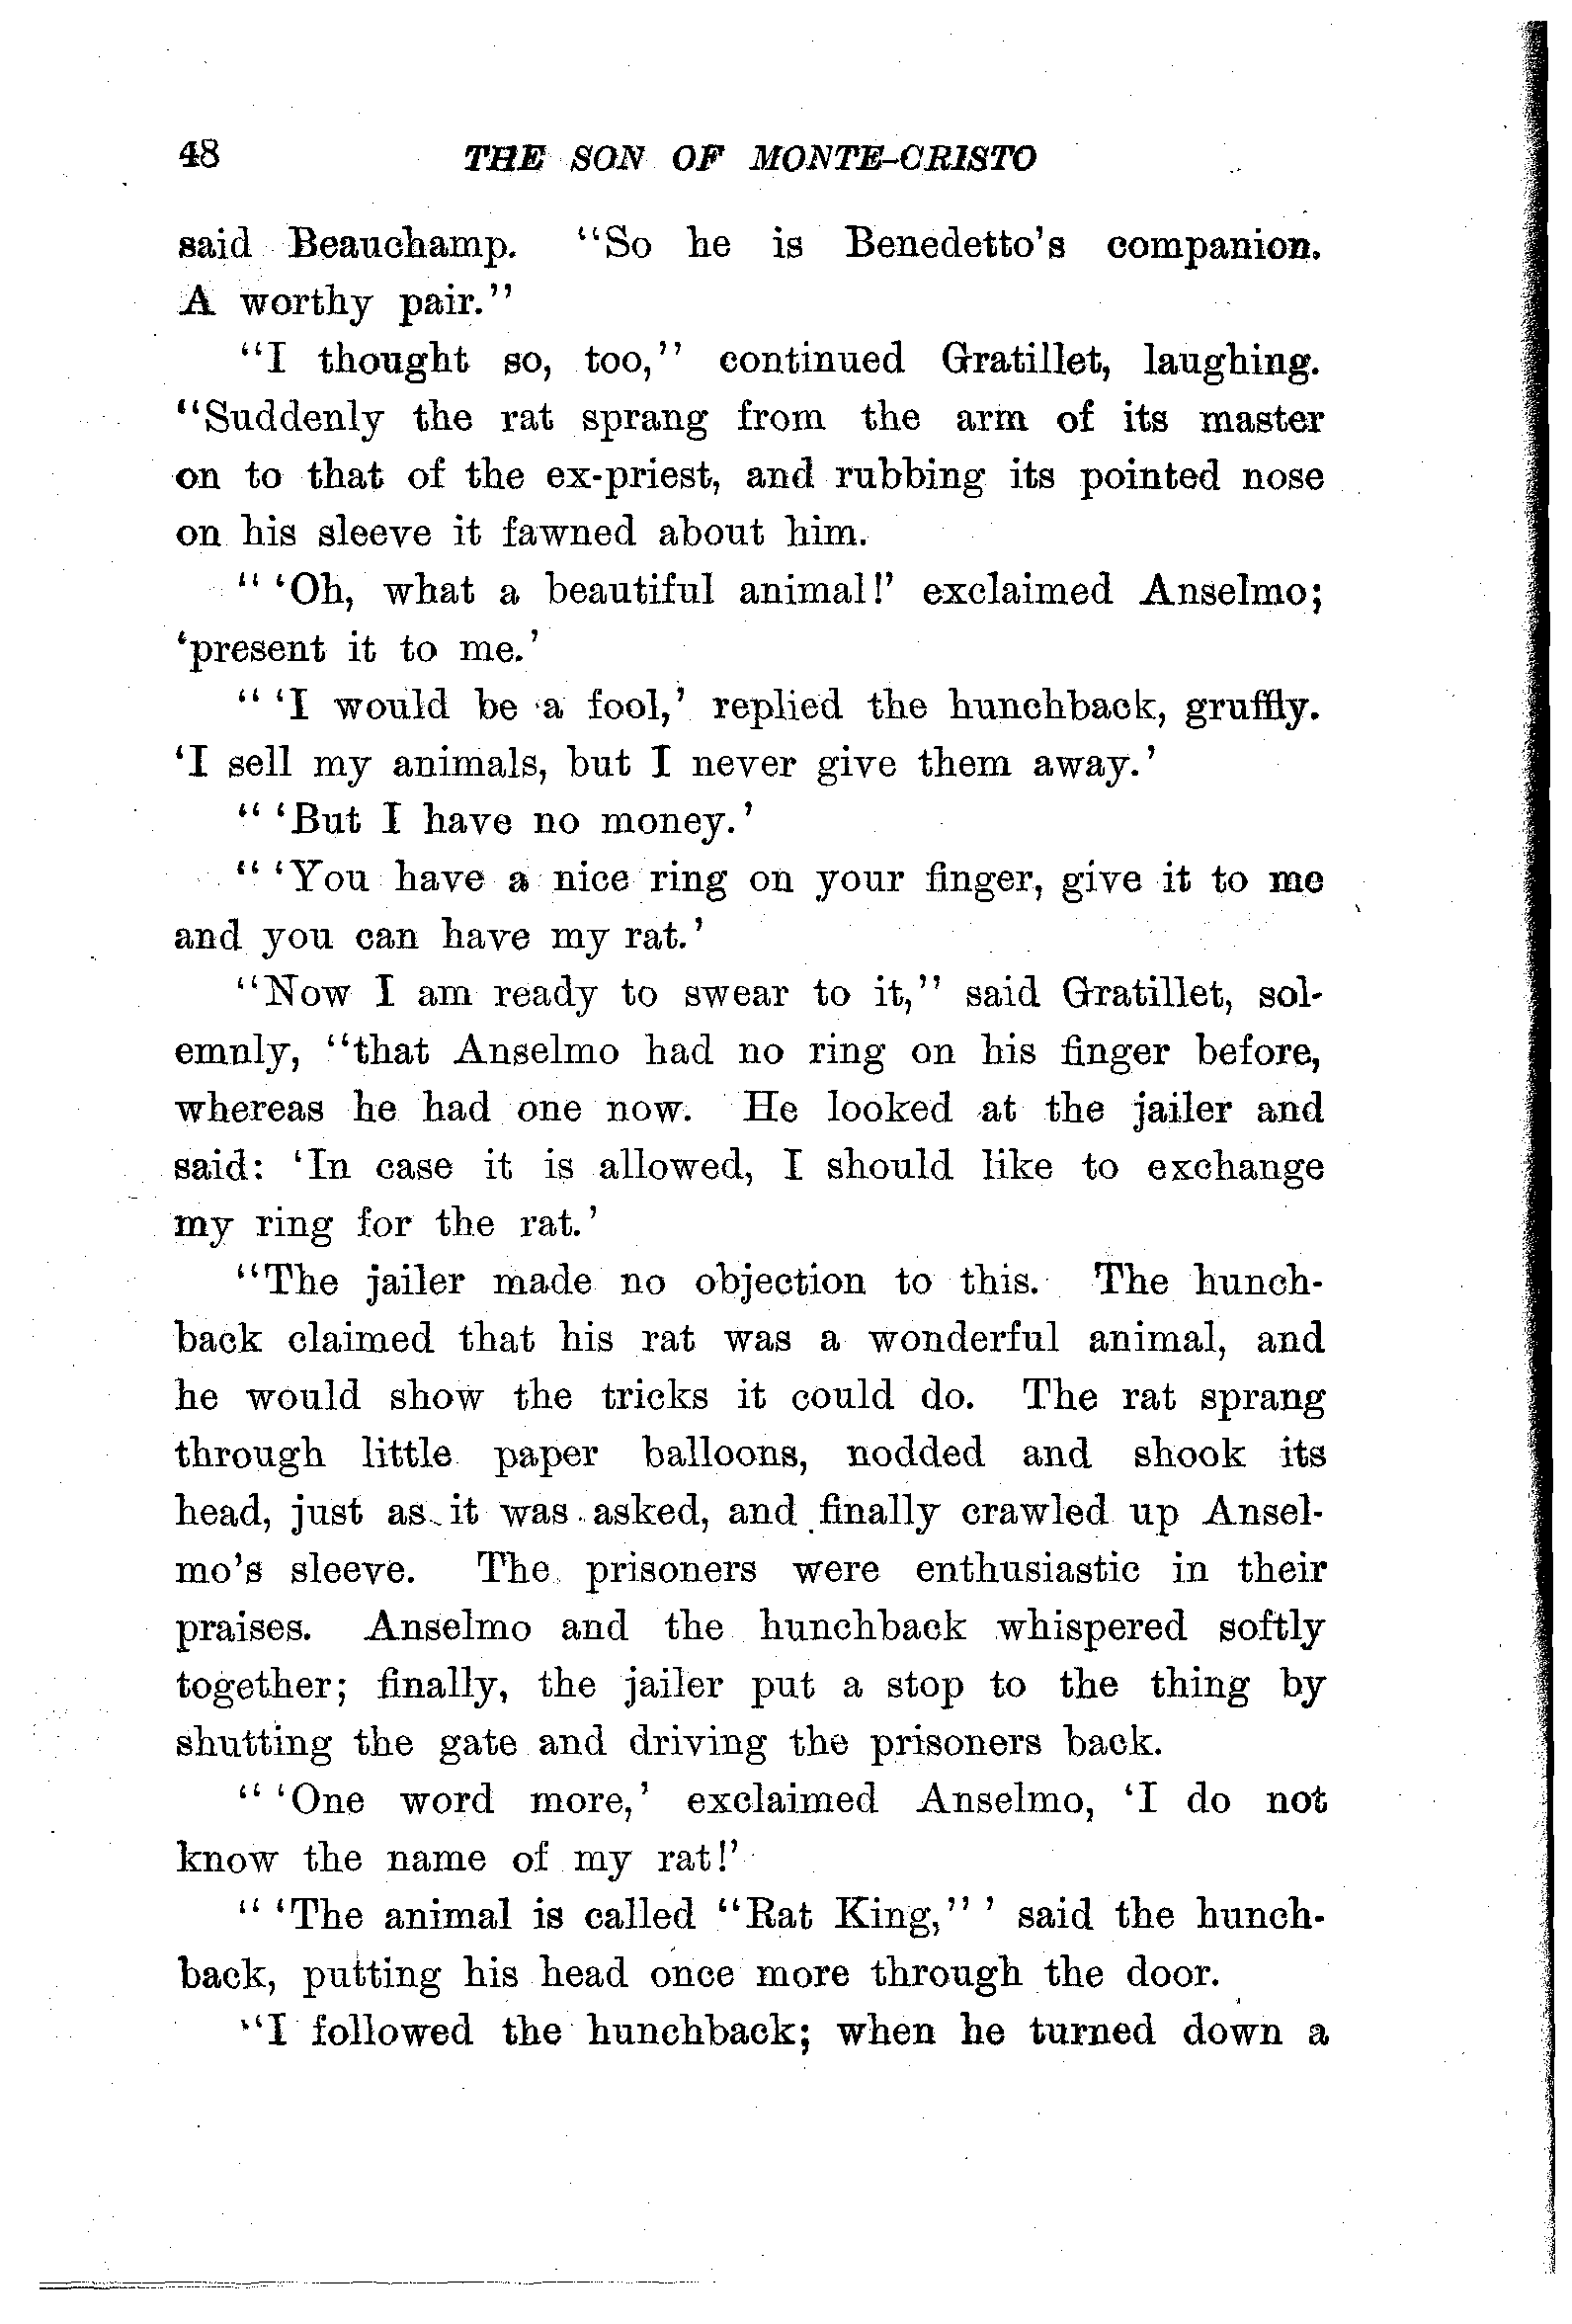 48 THE SON OF MONTE-CRISTO
said Beauchamp. "So he is Benedetto's companion.
A worthy pair."
"I thought so, too," continued Gratillet, laughing.
"Suddenly the rat sprang from the arm of its master
on to that of the ex-priest, and rubbing its pointed nose
on his sleeve it fawned about him.
" 'Oh, what a beautiful animal!' exclaimed Anselmo;
'present it to me.'
" 'I would be a fool,' replied the hunchback, gruffly.
'I sell my animals, but I never give them away.'
" 'But I have no money.'
" 'You have a nice ring on your finger, give it to me
and you can have my rat.'
"Now I am ready to swear to it," said Gratillet, sol-
emnly, "that Anselmo had no ring on his finger before,
whereas he had one now. He looked at the jailer and
said: 'In case it is allowed, I should like to exchange
my ring for the rat.'
"The jailer made no objection to this. The hunch-
back claimed that his rat was a wonderful animal, and
he would show the tricks it could do. The rat sprang
through little paper balloons, nodded and shook its
head, just as it was asked, and finally crawled up Ansel-
mo's sleeve. The prisoners were enthusiastic in their
praises. Anselmo and the hunchback whispered softly
together; finally, the jailer put a stop to the thing by
shutting the gate and driving the prisoners back.
" 'One word more,' exclaimed Anselmo, 'I do not
know the name of my rat!'
" 'The animal is called "Rat King," ' said the hunch-
back, putting his head once more through the door.
"I followed the hunchback; when he turned down a